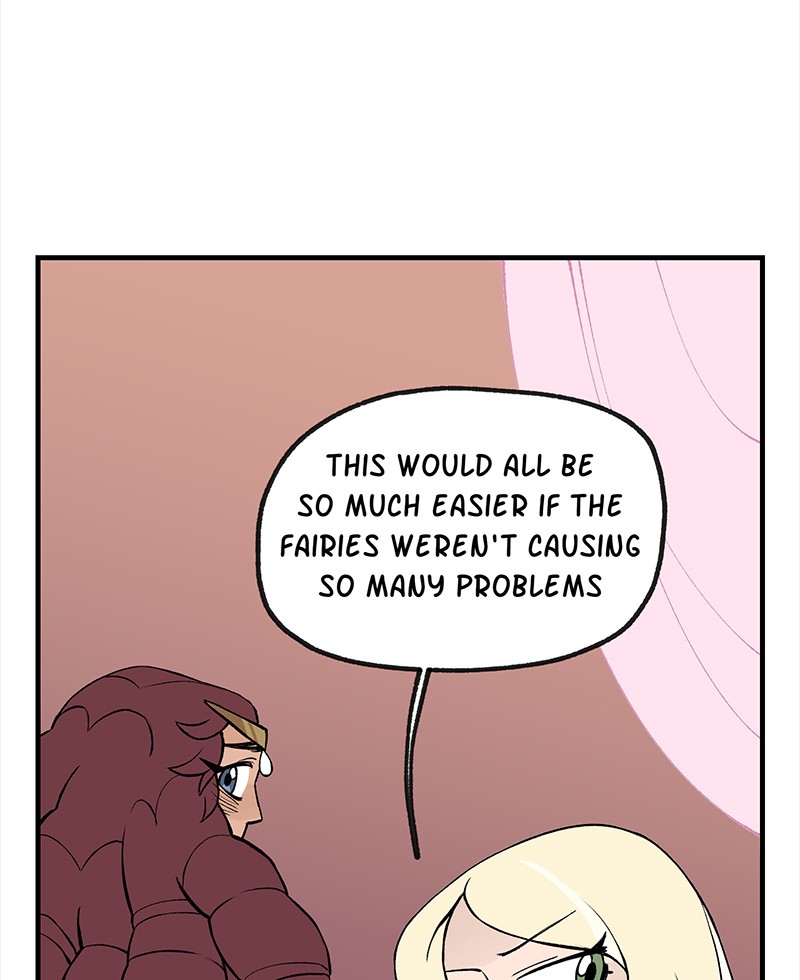 THIS WOULD ALL BE
SO MUCH EASIER IF THE
FAIRIES WEREN'T CAUSING
SO MANY PROBLEMS